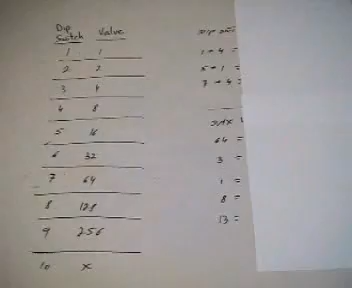 Dip
Switch Value
1 1
2 2
3 4
4 8
5 16
6 32
7 64
8 128
9 256
10 x
1 + 4 =
5 + 1 =
7 + 4 =
64 =
3 =
1 =
8 =
13 =